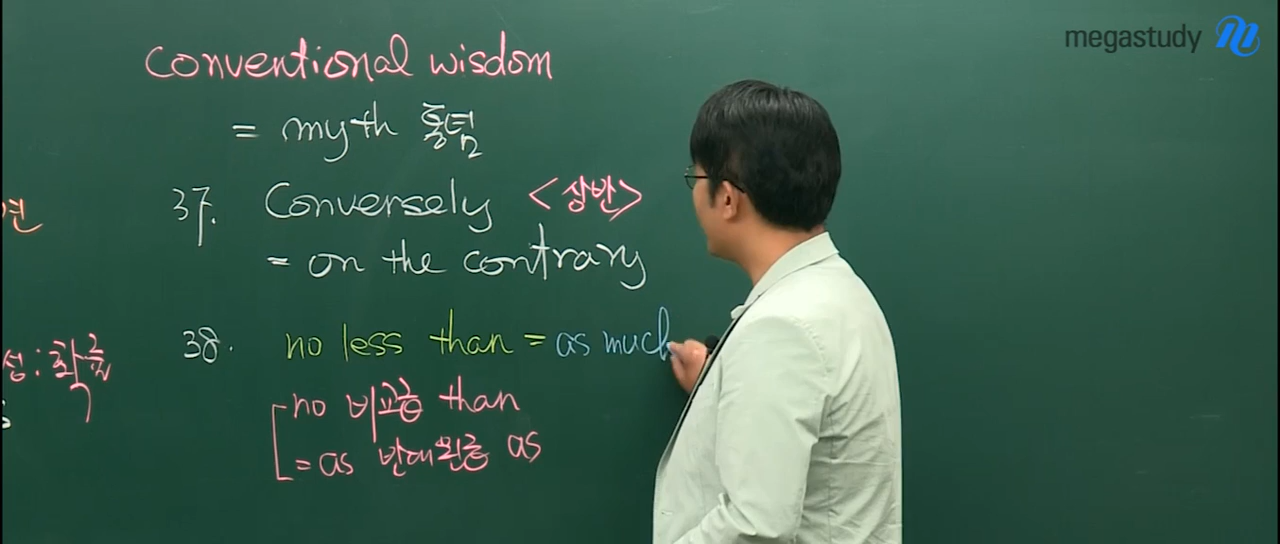 megastudy
conventional wisdom
= myth 통념
37. Conversely <상반>
= on the contrary
38. no less than = as much
no 비교급 than
= as 반대원급 as